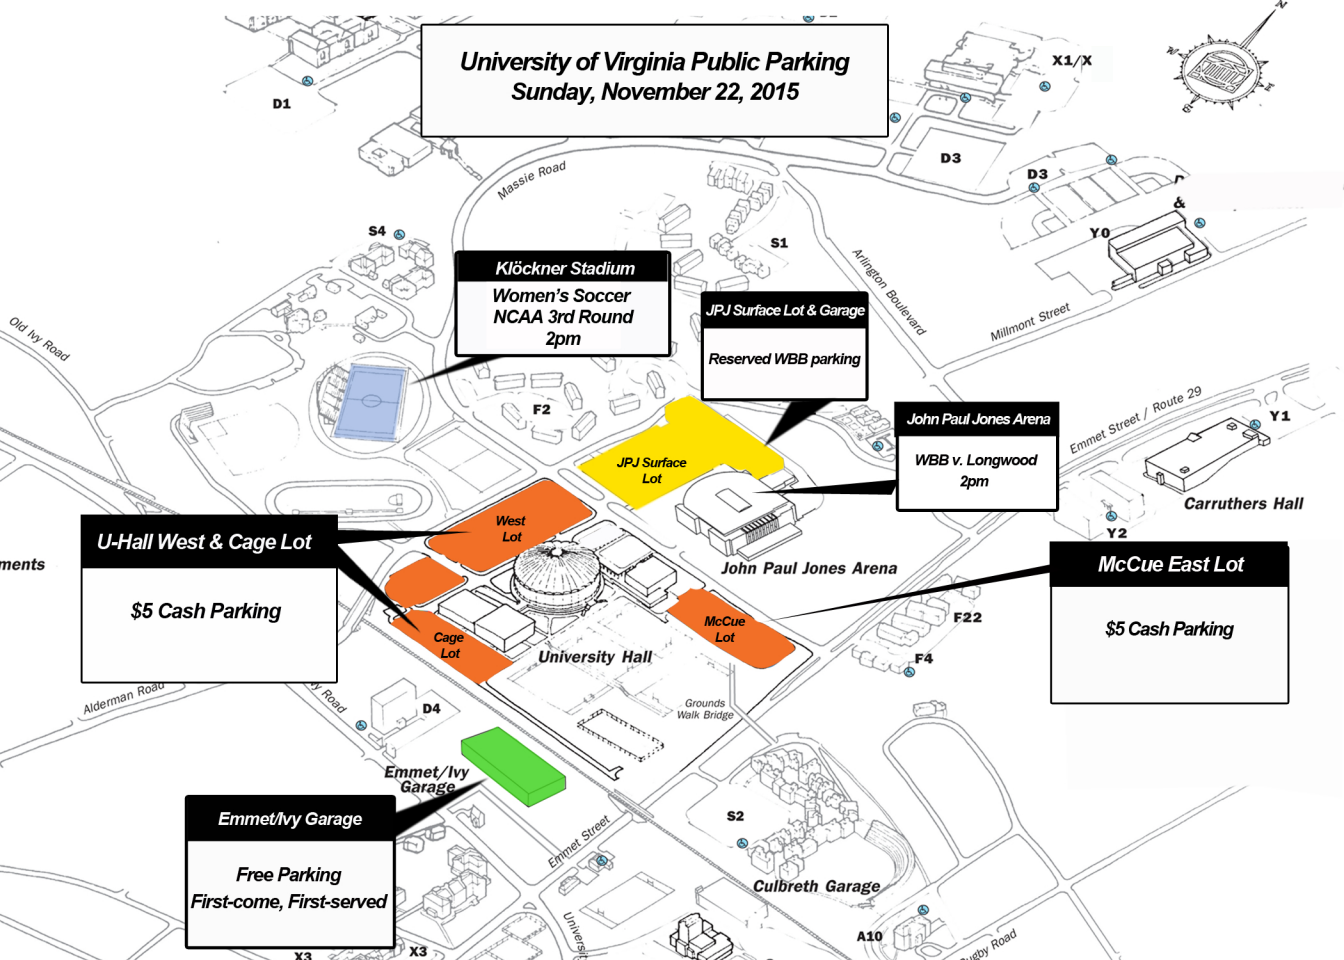 University of Virginia Public Parking
Sunday, November 22, 2015
N
W
E
S
D1
X1/X
D3
D3
&
Y0
Massie Road
S4
S1
Arlington Boulevard
Millmont Street
Old Ivy Road
Klöckner Stadium
Women's Soccer
NCAA 3rd Round
2pm
JPJ Surface Lot & Garage
Reserved WBB parking
F2
John Paul Jones Arena
WBB v. Longwood
2pm
Emmet Street / Route 29
Y1
Carruthers Hall
Y2
JPJ Surface
Lot
West
Lot
John Paul Jones Arena
U-Hall West & Cage Lot
$5 Cash Parking
ments
McCue East Lot
$5 Cash Parking
McCue
Lot
Cage
Lot
University Hall
F22
F4
Alderman Road
vy Road
D4
Grounds
Walk Bridge
Emmet/Ivy
Garage
Emmet/Ivy Garage
Free Parking
First-come, First-served
Emmet Street
S2
Culbreth Garage
Universi
A10
Rugby Road
X3
X3